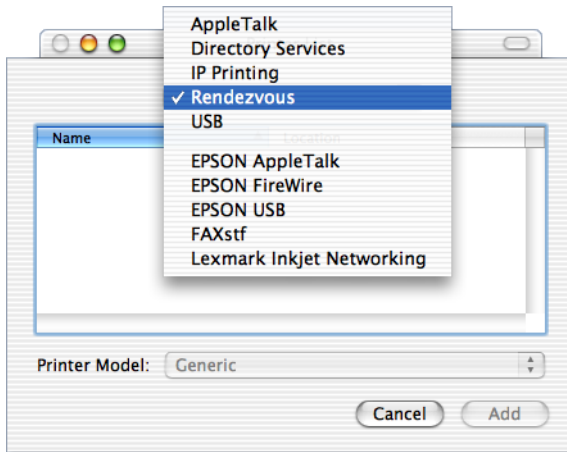 AppleTalk
Directory Services
IP Printing
✓ Rendezvous
USB
Name Location
EPSON AppleTalk
EPSON FireWire
EPSON USB
FAXstf
Lexmark Inkjet Networking
Printer Model: Generic
Cancel Add